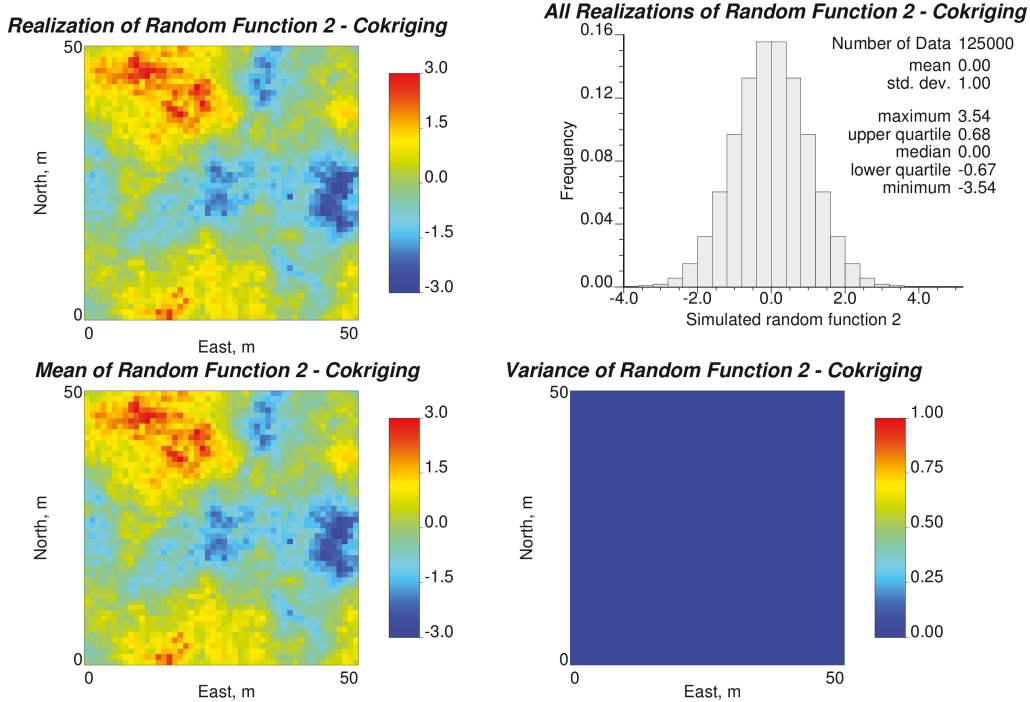 Realization of Random Function 2 - Cokriging
50
North, m
0
0
50
East, m
3.0
1.5
0.0
-1.5
-3.0
All Realizations of Random Function 2 - Cokriging
0.16
0.12
0.08
0.04
0.00
Frequency
-4.0 -2.0 0.0 2.0 4.0
Simulated random function 2
Number of Data 125000
mean 0.00
std. dev. 1.00
maximum 3.54
upper quartile 0.68
median 0.00
lower quartile -0.67
minimum -3.54
Mean of Random Function 2 - Cokriging
50
North, m
0
0
50
East, m
3.0
1.5
0.0
-1.5
-3.0
Variance of Random Function 2 - Cokriging
50
North, m
0
0
50
East, m
1.00
0.75
0.50
0.25
0.00